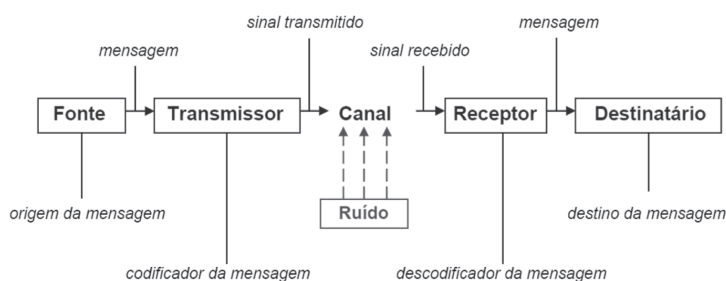 sinal transmitido
mensagem
mensagem
sinal recebido
Fonte
Transmissor
Canal
Receptor
Destinatário
Ruído
origem da mensagem
destino da mensagem
codificador da mensagem
descodificador da mensagem